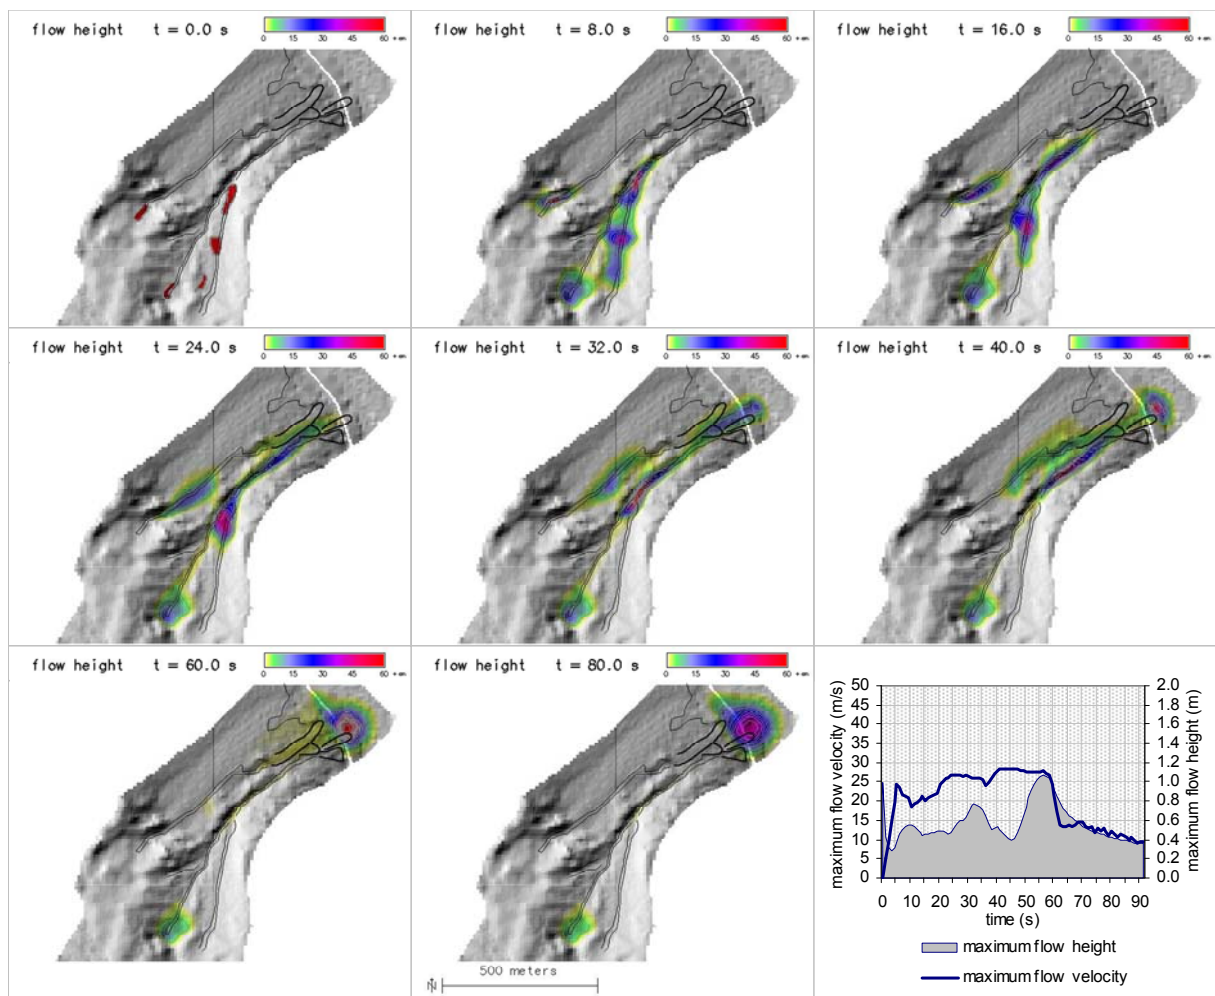 flow height t = 0.0 s
0 15 30 45 60
flow height t = 8.0 s
0 15 30 45 60
flow height t = 16.0 s
0 15 30 45 60
flow height t = 24.0 s
0 15 30 45 60
flow height t = 32.0 s
0 15 30 45 60
flow height t = 40.0 s
0 15 30 45 60
flow height t = 60.0 s
0 15 30 45 60
flow height t = 80.0 s
0 15 30 45 60
500 meters
N
maximum flow velocity (m/s)
50
45
40
35
30
25
20
15
10
5
0
2.0
1.8
1.6
1.4
1.2
1.0
0.8
0.6
0.4
0.2
0.0
maximum flow height (m)
0 10 20 30 40 50 60 70 80 90
time (s)
maximum flow height
maximum flow velocity